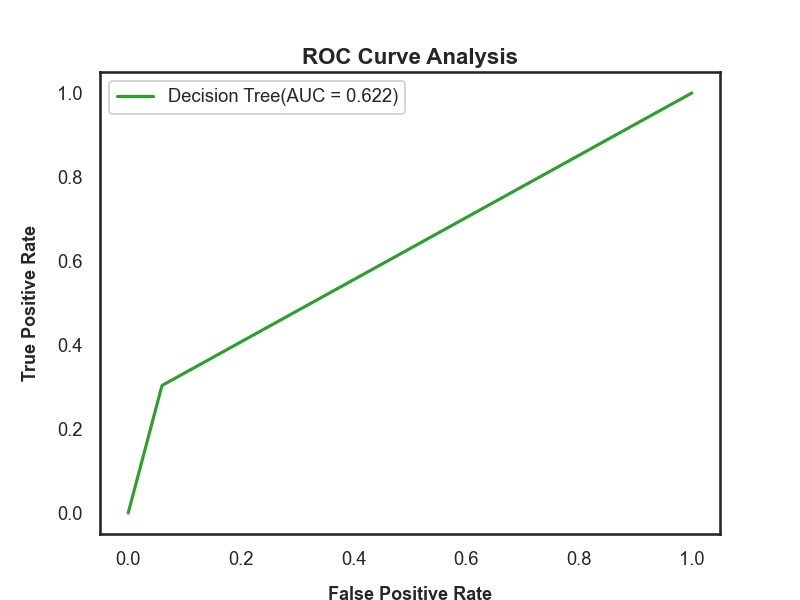 ROC Curve Analysis
Decision Tree(AUC = 0.622)
True Positive Rate
1.0
0.8
0.6
0.4
0.2
0.0
0.0 0.2 0.4 0.6 0.8 1.0
False Positive Rate